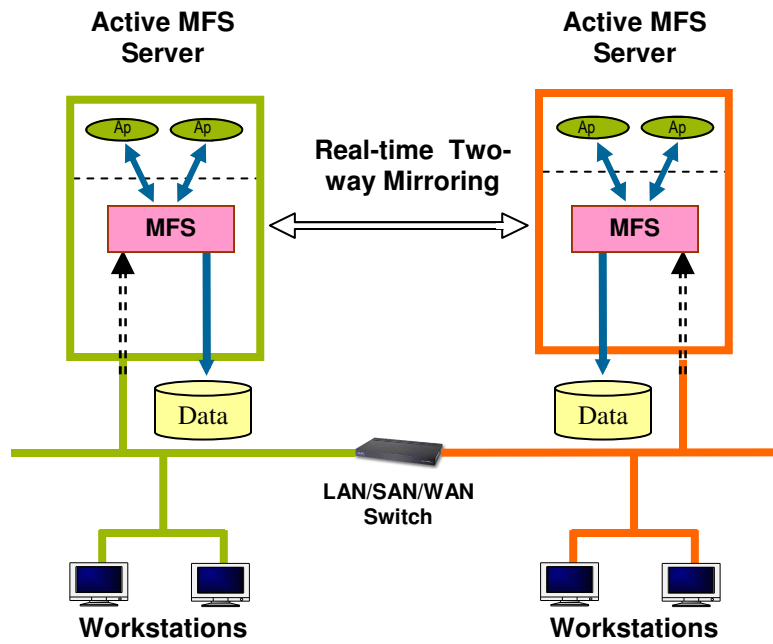 Active MFS
Server
Active MFS
Server
Ap
Ap
Ap
Ap
Real-time Two-
way Mirroring
MFS
MFS
Data
Data
LAN/SAN/WAN
Switch
Workstations
Workstations